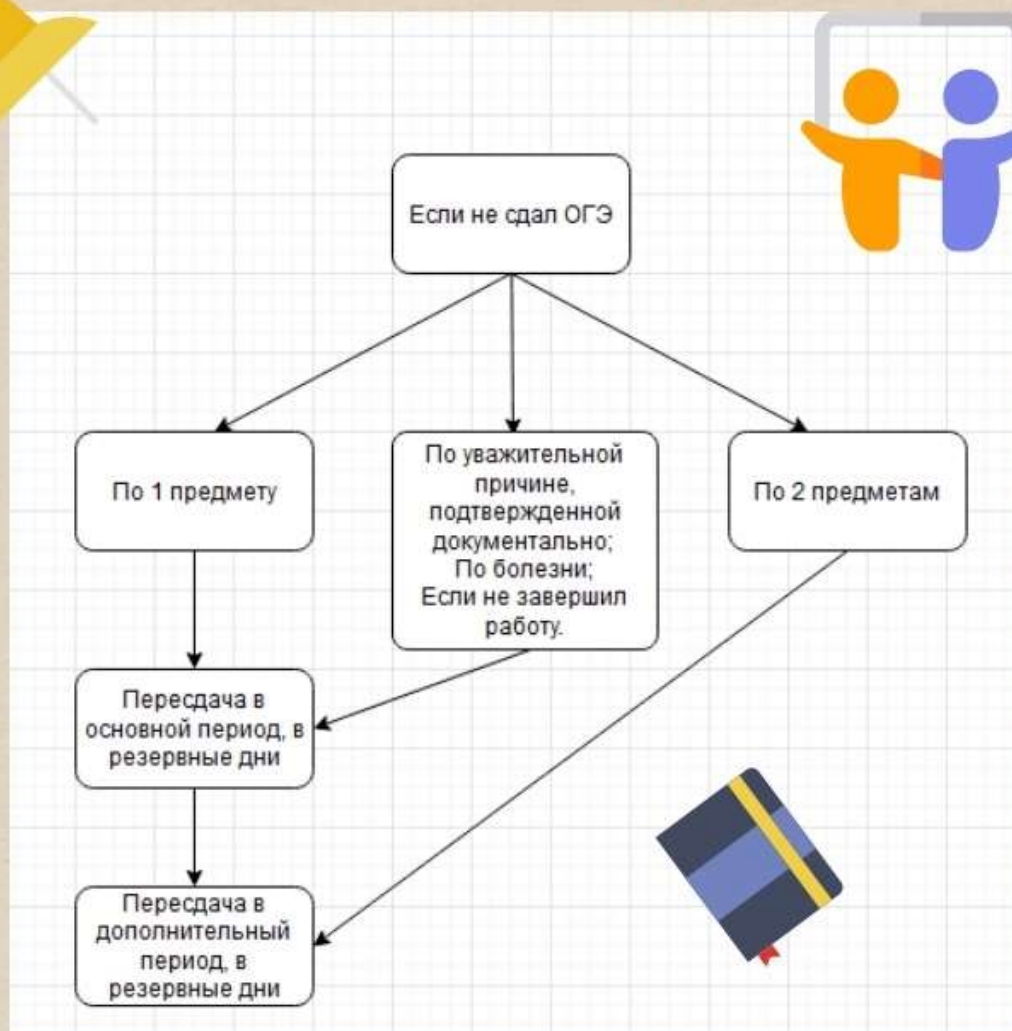 Если не сдал ОГЭ
По 1 предмету
По уважительной
причине,
подтвержденной
документально;
По болезни;
Если не завершил
работу.
По 2 предметам
Пересдача в
основной период, в
резервные дни
Пересдача в
дополнительный
период, в
резервные дни